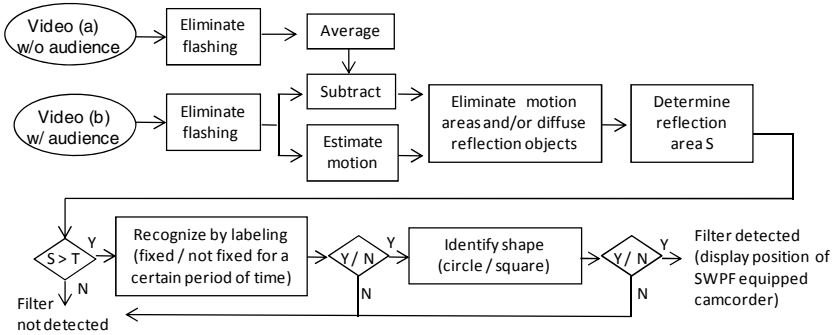 Video (a)
w/o audience
Eliminate
flashing
Average
Video (b)
w/ audience
Eliminate
flashing
Subtract
Estimate
motion
Eliminate motion
areas and/or diffuse
reflection objects
Determine
reflection
area S
S > T
Y
N
Filter
not detected
Recognize by labeling
(fixed / not fixed for a
certain period of time)
Y / N
Y
N
Identify shape
(circle / square)
Y / N
Y
N
Filter detected
(display position of
SWPF equipped
camcorder)